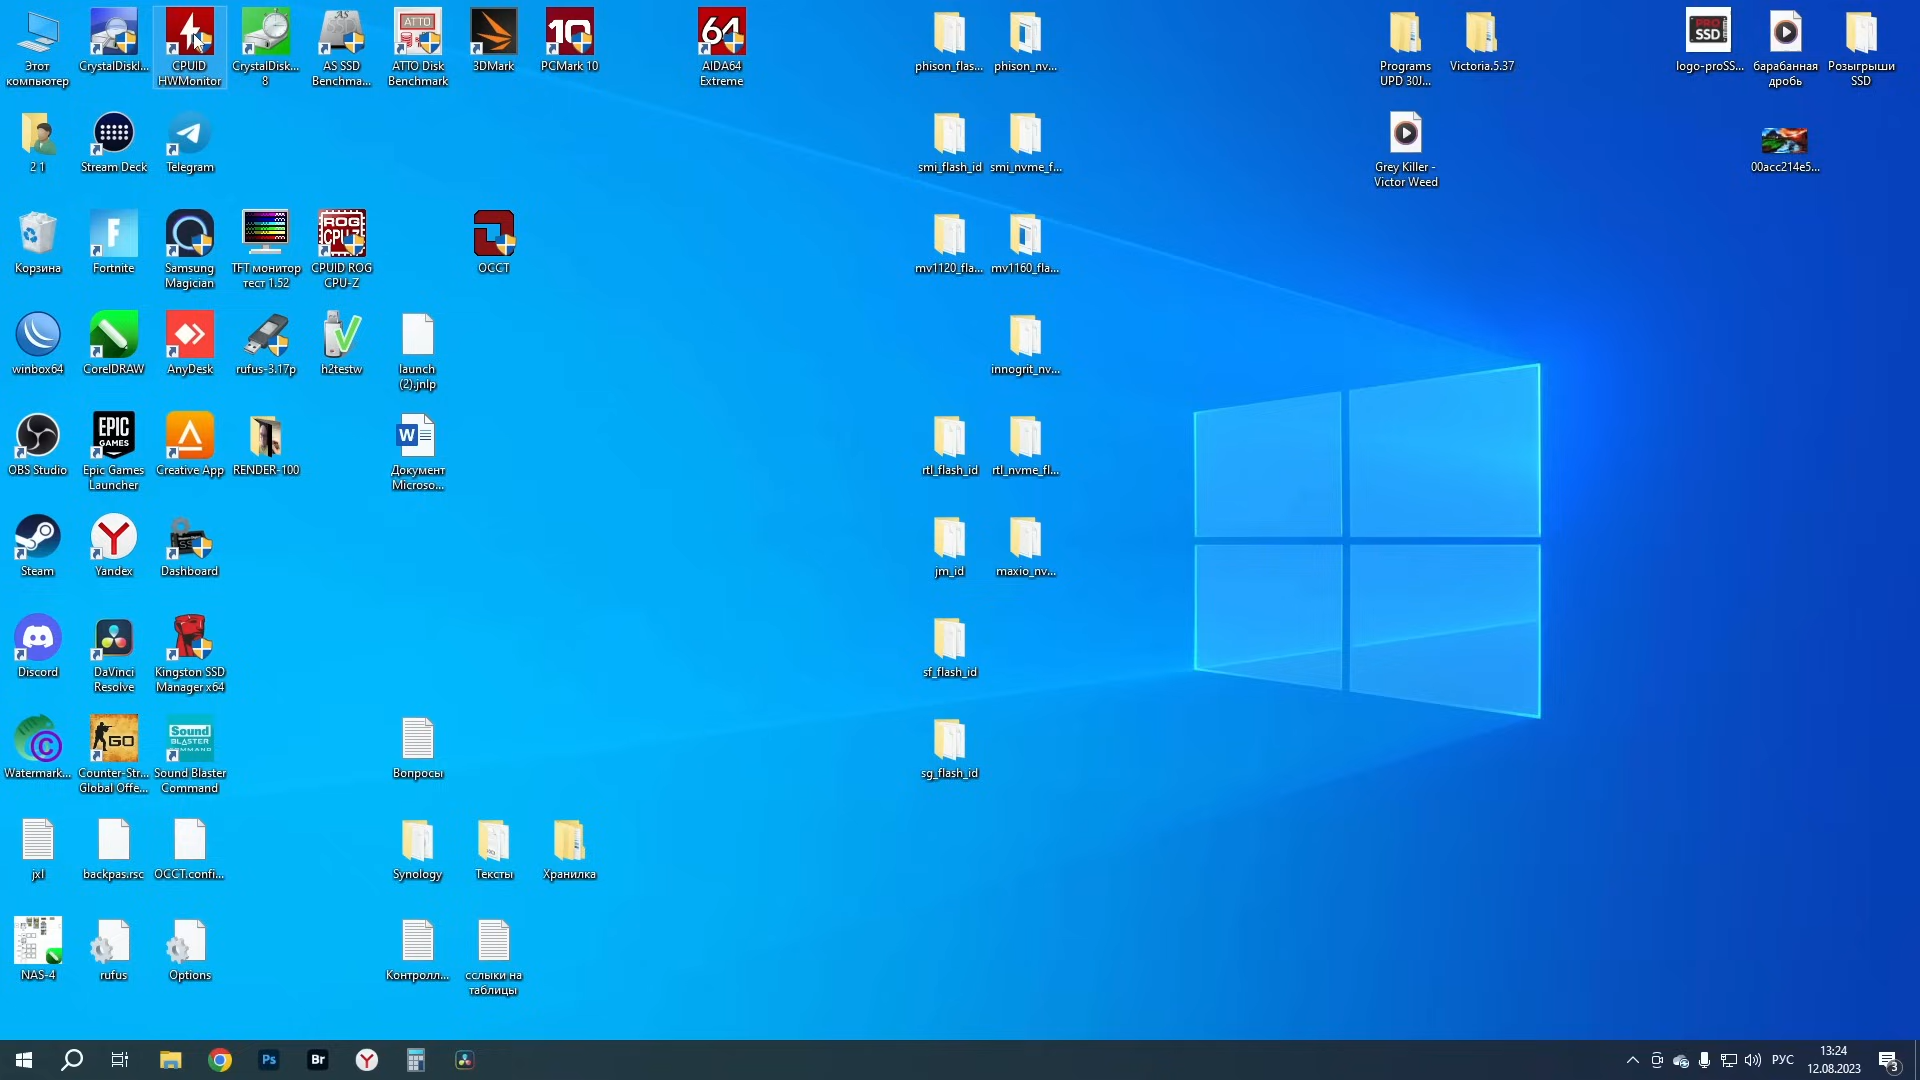 Этот компьютер
CrystalDiskI...
CPUID HWMonitor
CrystalDisk... 8
AS SSD Benchma...
ATTO Disk Benchmark
3DMark
PCMark 10
AIDA64 Extreme
phison_flas...
phison_nv...
Programs UPD 30J...
Victoria.5.37
logo-proSS...
барабанная дробь
Розыгрыши SSD
2 1
Stream Deck
Telegram
smi_flash_id
smi_nvme_f...
Grey Killer - Victor Weed
00acc214e5...
Корзина
Fortnite
Samsung Magician
TFT монитор тест 1.52
CPUID ROG CPU-Z
OCCT
mv1120_fla...
mv1160_fla...
winbox64
CorelDRAW
AnyDesk
rufus-3.17p
h2testw
launch (2).jnlp
innogrit_nv...
OBS Studio
Epic Games Launcher
Creative App
RENDER-100
Документ Microso...
rtl_flash_id
rtl_nvme_fl...
Steam
Yandex
Dashboard
jm_id
maxio_nv...
Discord
DaVinci Resolve
Kingston SSD Manager x64
sf_flash_id
Watermark...
Counter-Str... Global Offe...
Sound Blaster Command
Вопросы
sg_flash_id
jxl
backpas.rsc
OCCT.confi...
Synology
Тексты
Хранилка
NAS-4
rufus
Options
Контролл...
сслыки на таблицы
РУС
13:24
12.08.2023
3